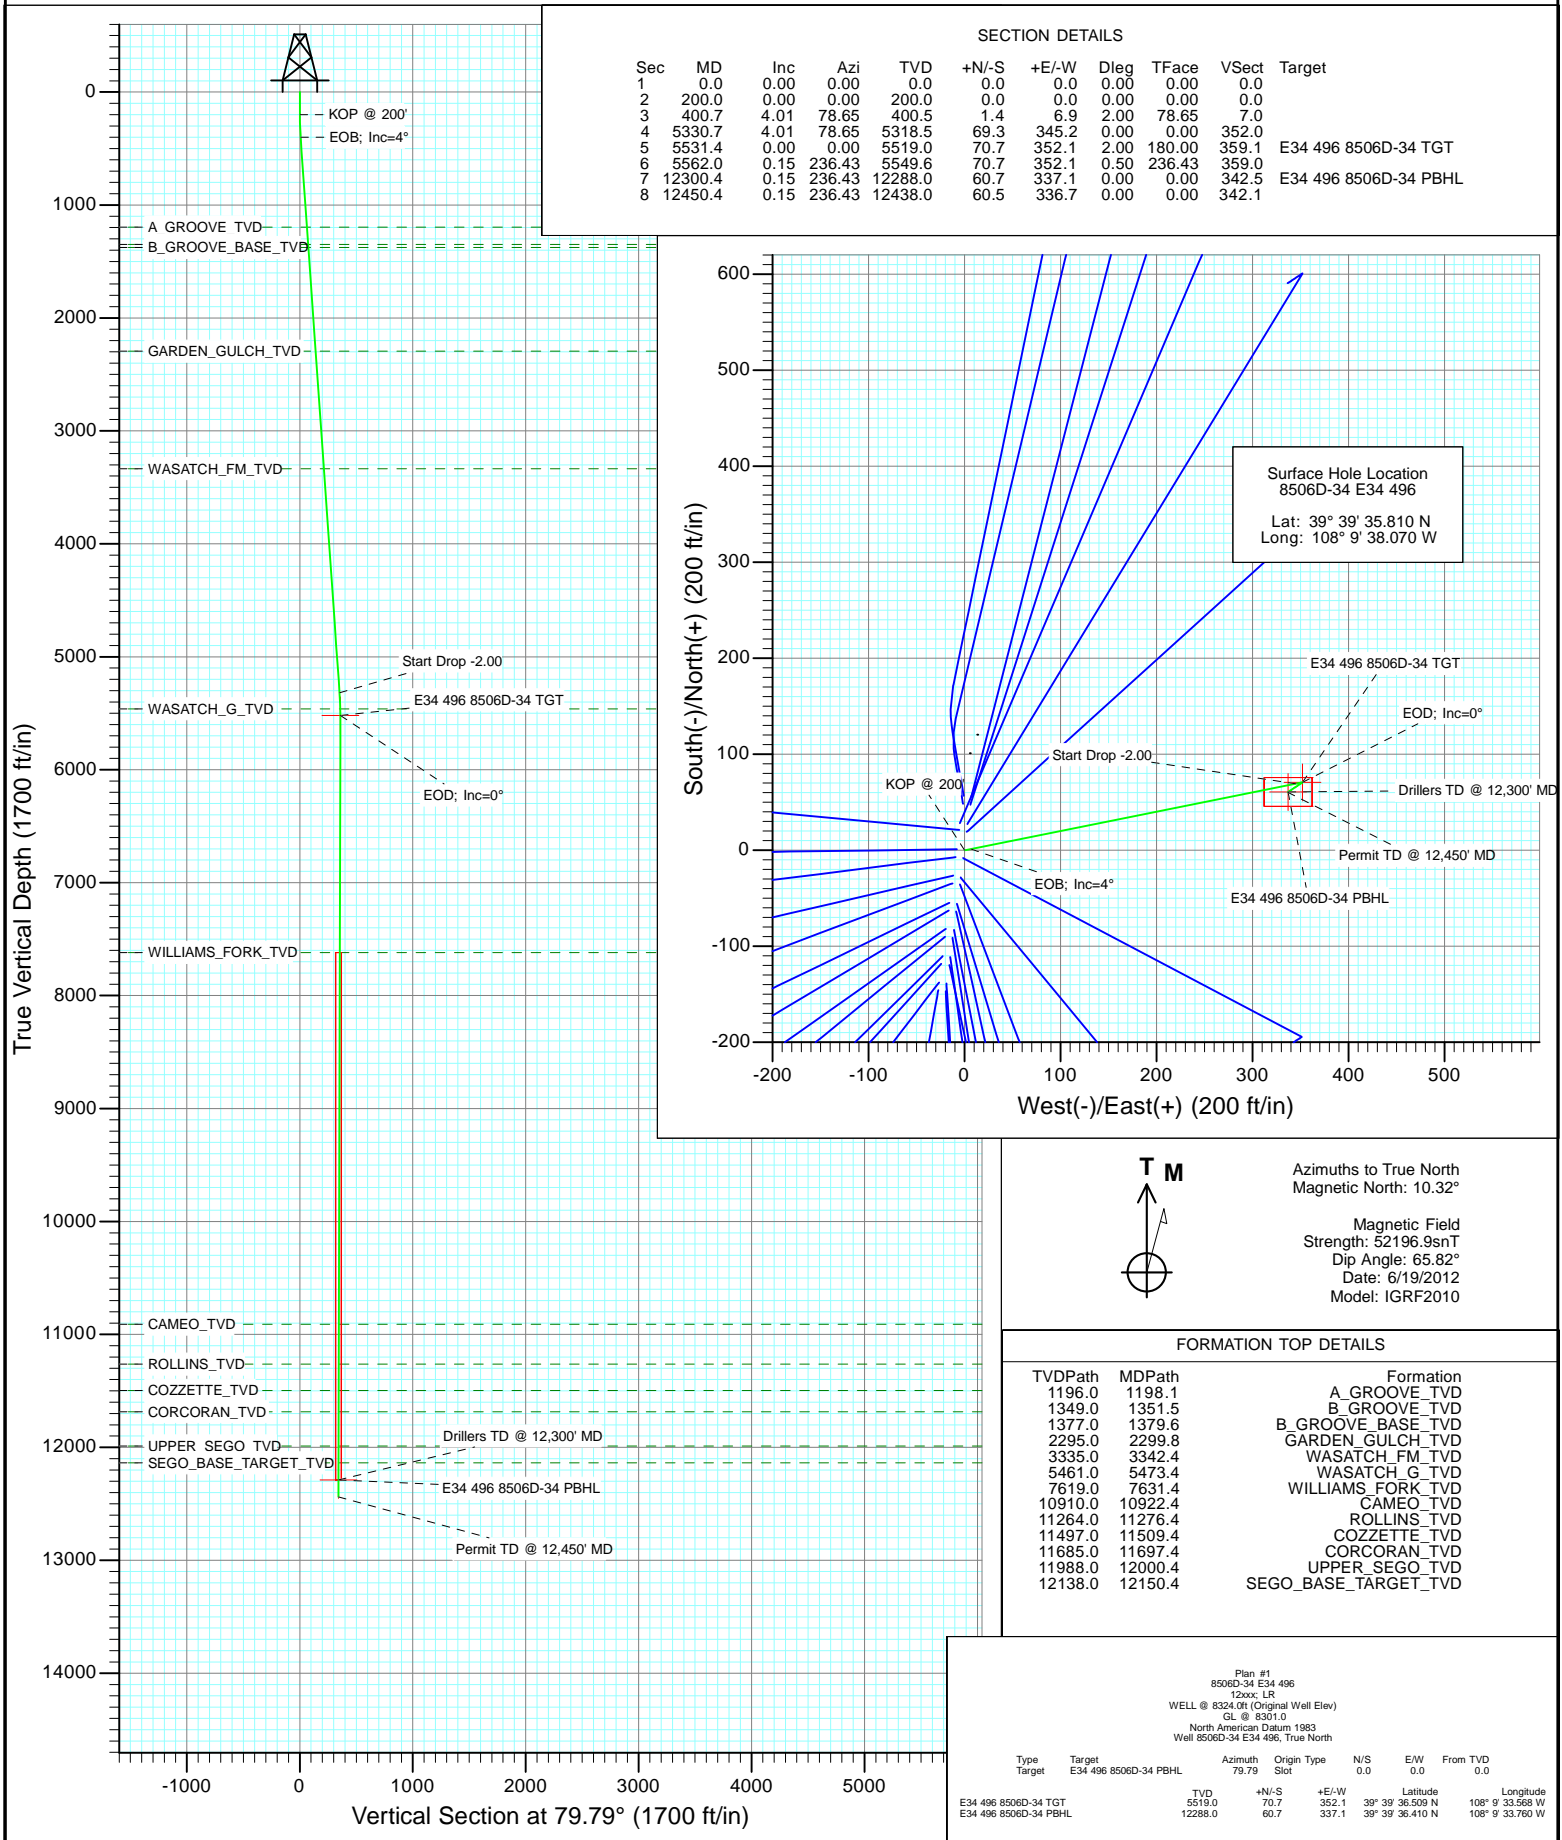 SECTION DETAILS
Sec MD Inc Azi TVD +N/-S +E/-W Dleg TFace VSect Target
1 0.0 0.00 0.00 0.0 0.0 0.0 0.00 0.00 0.0
2 200.0 0.00 0.00 200.0 0.0 0.0 0.00 0.00 0.0
3 400.7 4.01 78.65 400.5 1.4 6.9 2.00 78.65 7.0
4 5330.7 4.01 78.65 5318.5 69.3 345.2 0.00 0.00 352.0
5 5531.4 0.00 0.00 5519.0 70.7 352.1 2.00 180.00 359.1 E34 496 8506D-34 TGT
6 5562.0 0.15 236.43 5549.6 70.7 352.1 0.50 236.43 359.0
7 12300.4 0.15 236.43 12288.0 60.7 337.1 0.00 0.00 342.5 E34 496 8506D-34 PBHL
8 12450.4 0.15 236.43 12438.0 60.5 336.7 0.00 0.00 342.1
True Vertical Depth (1700 ft/in)
0
1000
2000
3000
4000
5000
6000
7000
8000
9000
10000
11000
12000
13000
14000
KOP @ 200'
EOB; Inc=4°
A GROOVE TVD
B_GROOVE_BASE_TVD
GARDEN_GULCH_TVD
WASATCH_FM_TVD
Start Drop -2.00
E34 496 8506D-34 TGT
WASATCH_G_TVD
EOD; Inc=0°
WILLIAMS_FORK_TVD
CAMEO_TVD
ROLLINS_TVD
COZZETTE_TVD
CORCORAN_TVD
Drillers TD @ 12,300' MD
UPPER SEGO TVD
SEGO_BASE_TARGET_TVD
E34 496 8506D-34 PBHL
Permit TD @ 12,450' MD
-1000 0 1000 2000 3000 4000 5000
Vertical Section at 79.79° (1700 ft/in)
South(-)/North(+) (200 ft/in)
600
500
400
300
200
100
0
-100
-200
Surface Hole Location
8506D-34 E34 496
Lat: 39° 39' 35.810 N
Long: 108° 9' 38.070 W
E34 496 8506D-34 TGT
EOD; Inc=0°
Start Drop -2.00
KOP @ 200'
Drillers TD @ 12,300' MD
Permit TD @ 12,450' MD
EOB; Inc=4°
E34 496 8506D-34 PBHL
-200 -100 0 100 200 300 400 500
West(-)/East(+) (200 ft/in)
T M
Azimuths to True North
Magnetic North: 10.32°
Magnetic Field
Strength: 52196.9snT
Dip Angle: 65.82°
Date: 6/19/2012
Model: IGRF2010
FORMATION TOP DETAILS
TVDPath MDPath Formation
1196.0 1198.1 A_GROOVE_TVD
1349.0 1351.5 B_GROOVE_TVD
1377.0 1379.6 B_GROOVE_BASE_TVD
2295.0 2299.8 GARDEN_GULCH_TVD
3335.0 3342.4 WASATCH_FM_TVD
5461.0 5473.4 WASATCH_G_TVD
7619.0 7631.4 WILLIAMS_FORK_TVD
10910.0 10922.4 CAMEO_TVD
11264.0 11276.4 ROLLINS_TVD
11497.0 11509.4 COZZETTE_TVD
11685.0 11697.4 CORCORAN_TVD
11988.0 12000.4 UPPER_SEGO_TVD
12138.0 12150.4 SEGO_BASE_TARGET_TVD
Plan #1
8506D-34 E34 496
12xxx; LR
WELL @ 8324.0ft (Original Well Elev)
GL @ 8301.0
North American Datum 1983
Well 8506D-34 E34 496, True North
Type Target Azimuth Origin Type N/S E/W From TVD
Target E34 496 8506D-34 PBHL 79.79 Slot 0.0 0.0 0.0
TVD +N/-S +E/-W Latitude Longitude
E34 496 8506D-34 TGT 5519.0 70.7 352.1 39° 39' 36.509 N 108° 9' 33.568 W
E34 496 8506D-34 PBHL 12288.0 60.7 337.1 39° 39' 36.410 N 108° 9' 33.760 W